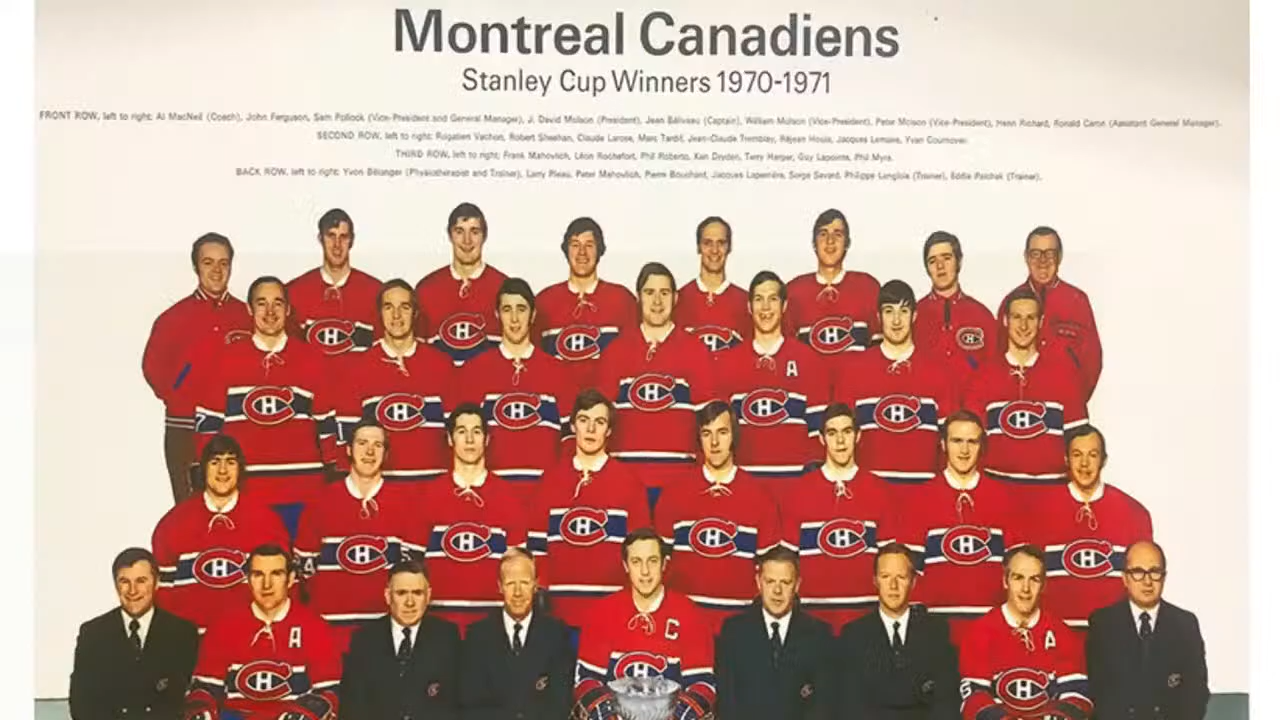 Montreal Canadiens
Stanley Cup Winners 1970-1971
FRONT ROW, left to right: Al MacNeil (Coach), John Ferguson, Sam Pollock (Vice-President and General Manager), J. David Molson (President), Jean Béliveau (Captain), William Molson (Vice-President), Peter Molson (Vice-President), Henri Richard, Ronald Caron (Assistant General Manager).
SECOND ROW, left to right: Rogatien Vachon, Robert Sheehan, Claude Larose, Marc Tardif, Jean-Claude Tremblay, Réjean Houle, Jacques Lemaire, Yvan Cournoyer.
THIRD ROW, left to right: Frank Mahovlich, Léon Rochefort, Phil Roberto, Ken Dryden, Terry Harper, Guy Lapointe, Phil Myre.
BACK ROW, left to right: Yvon Bélanger (Physiotherapist and Trainer), Larry Pleau, Peter Mahovlich, Pierre Bouchard, Jacques Laperrière, Serge Savard, Philippe Langlois (Trainer), Eddie Palchak (Trainer).
A
A
C
A